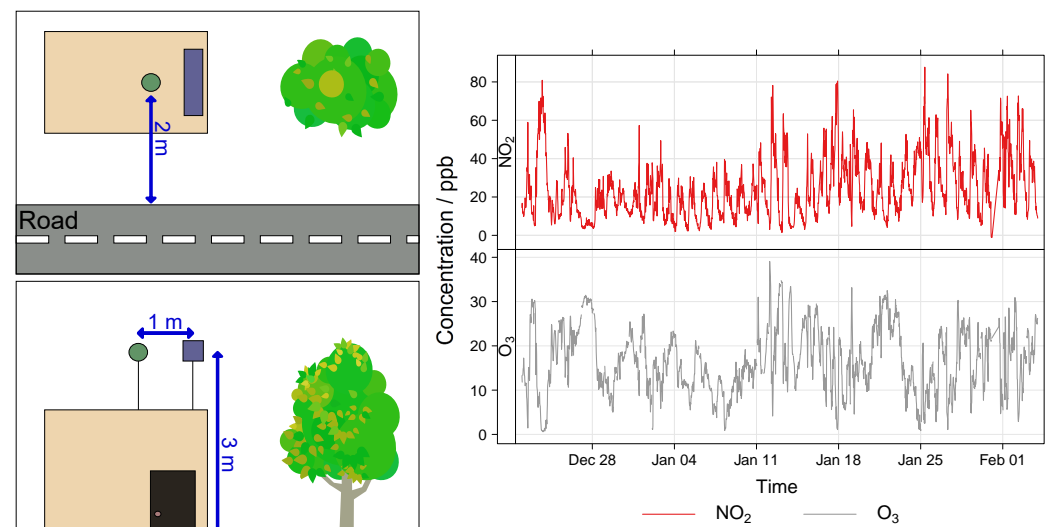 2 m
Road
1 m
3 m
Concentration / ppb
NO₂
80
60
40
20
0
O₃
40
30
20
10
0
Dec 28 Jan 04 Jan 11 Jan 18 Jan 25 Feb 01
Time
NO₂ O₃